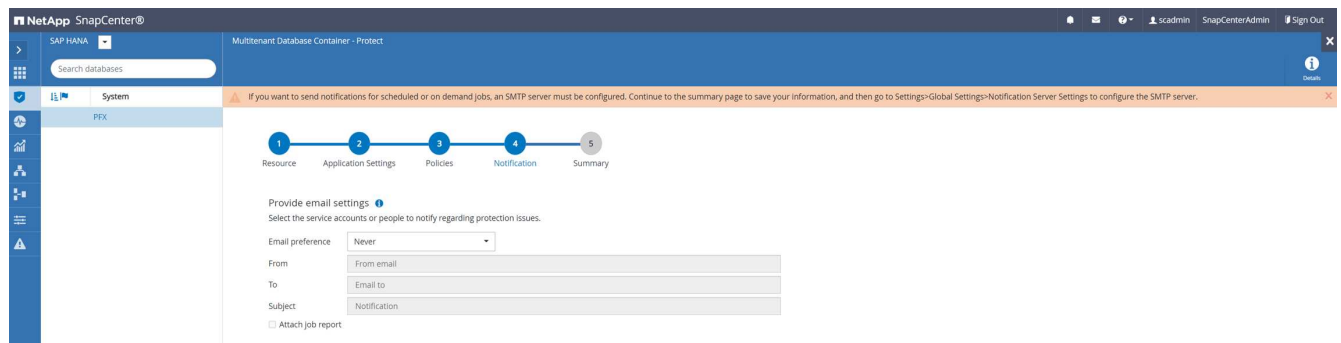 NetApp SnapCenter®
scadmin SnapCenterAdmin Sign Out
SAP HANA
Multitenant Database Container - Protect
Search databases
Details
System
If you want to send notifications for scheduled or on demand jobs, an SMTP server must be configured. Continue to the summary page to save your information, and then go to Settings>Global Settings>Notification Server Settings to configure the SMTP server.
PFX
1 2 3 4 5
Resource Application Settings Policies Notification Summary
Provide email settings
Select the service accounts or people to notify regarding protection issues.
Email preference Never
From From email
To Email to
Subject Notification
Attach job report